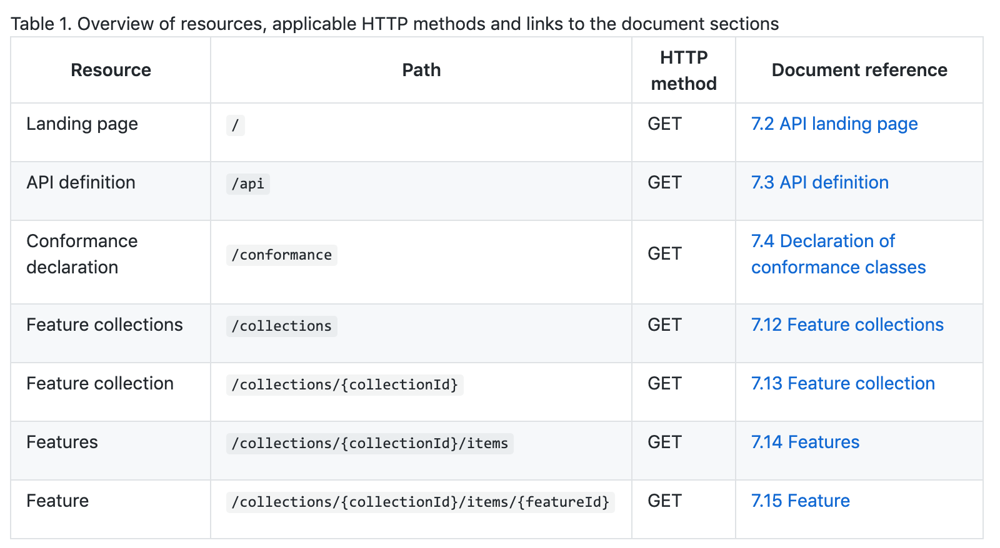 Table 1. Overview of resources, applicable HTTP methods and links to the document sections
Resource Path HTTP method Document reference
Landing page / GET 7.2 API landing page
API definition /api GET 7.3 API definition
Conformance declaration /conformance GET 7.4 Declaration of conformance classes
Feature collections /collections GET 7.12 Feature collections
Feature collection /collections/{collectionId} GET 7.13 Feature collection
Features /collections/{collectionId}/items GET 7.14 Features
Feature /collections/{collectionId}/items/{featureId} GET 7.15 Feature